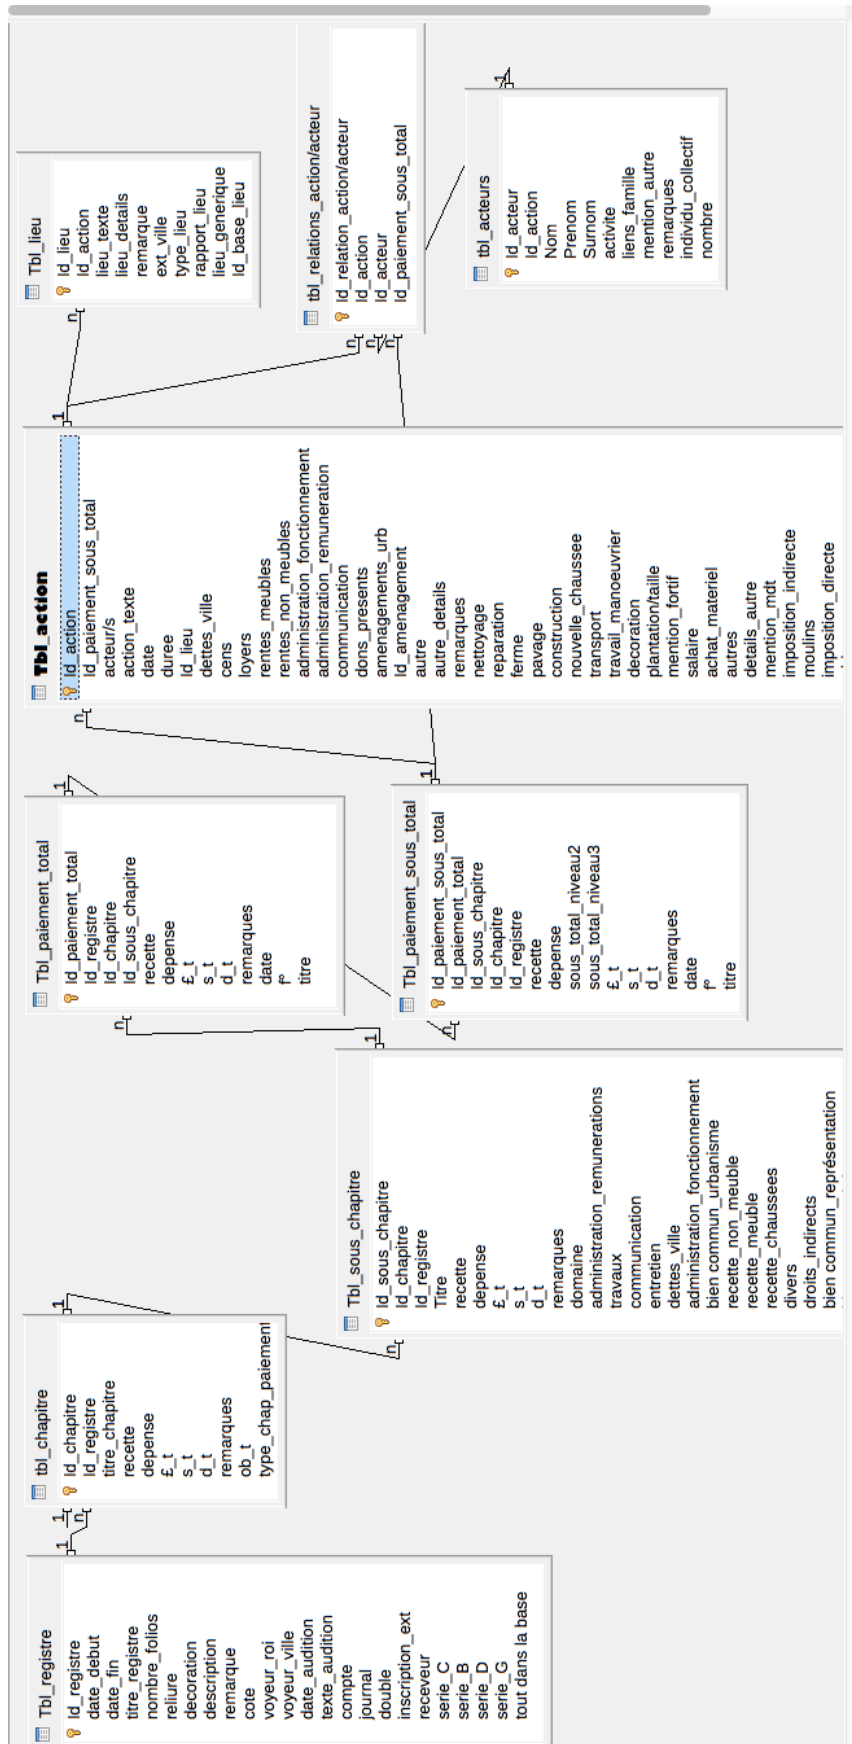 Tbl_registre
Id_registre
date_debut
date_fin
titre_registre
nombre_folios
reliure
decoration
description
remarque
cote
voyeur_roi
voyeur_ville
date_audition
texte_audition
compte
journal
double
inscription_ext
receveur
serie_C
serie_B
serie_D
serie_G
tout dans la base
1
1
n
tbl_chapitre
Id_chapitre
Id_registre
titre_chapitre
recette
depense
£_t
s_t
d_t
remarques
ob_t
type_chap_paiement
1
n
Tbl_sous_chapitre
Id_sous_chapitre
Id_chapitre
Id_registre
Titre
recette
depense
£_t
s_t
d_t
remarques
domaine
administration_remunerations
travaux
communication
entretien
dettes_ville
administration_fonctionnement
bien commun_urbanisme
recette_non_meuble
recette_meuble
recette_chaussees
divers
droits_indirects
bien commun_représentation
1
n
Tbl_paiement_total
Id_paiement_total
Id_registre
Id_chapitre
Id_sous_chapitre
recette
depense
£_t
s_t
d_t
remarques
date
f°
titre
1
n
Tbl_paiement_sous_total
Id_paiement_sous_total
Id_paiement_total
Id_sous_chapitre
Id_chapitre
Id_registre
recette
depense
sous_total_niveau2
sous_total_niveau3
£_t
s_t
d_t
remarques
date
f°
titre
1
n
Tbl_action
Id_action
Id_paiement_sous_total
acteur/s
action_texte
date
duree
Id_lieu
dettes_ville
cens
loyers
rentes_meubles
rentes_non_meubles
administration_fonctionnement
administration_remuneration
communication
dons_presents
amenagements_urb
Id_amenagement
autre
autre_details
remarques
nettoyage
reparation
ferme
pavage
construction
nouvelle_chaussee
transport
travail_manoeuvrier
decoration
plantation/taille
mention_fortif
salaire
achat_materiel
autres
details_autre
mention_mdt
imposition_indirecte
moulins
imposition_directe
1
n
Tbl_lieu
Id_lieu
Id_action
lieu_texte
lieu_details
remarque
ext_ville
type_lieu
rapport_lieu
lieu_generique
Id_base_lieu
n
n
n
tbl_relations_action/acteur
Id_relation_action/acteur
Id_action
Id_acteur
Id_paiement_sous_total
1
tbl_acteurs
Id_acteur
Id_action
Nom
Prenom
Surnom
activite
liens_famille
mention_autre
remarques
individu_collectif
nombre